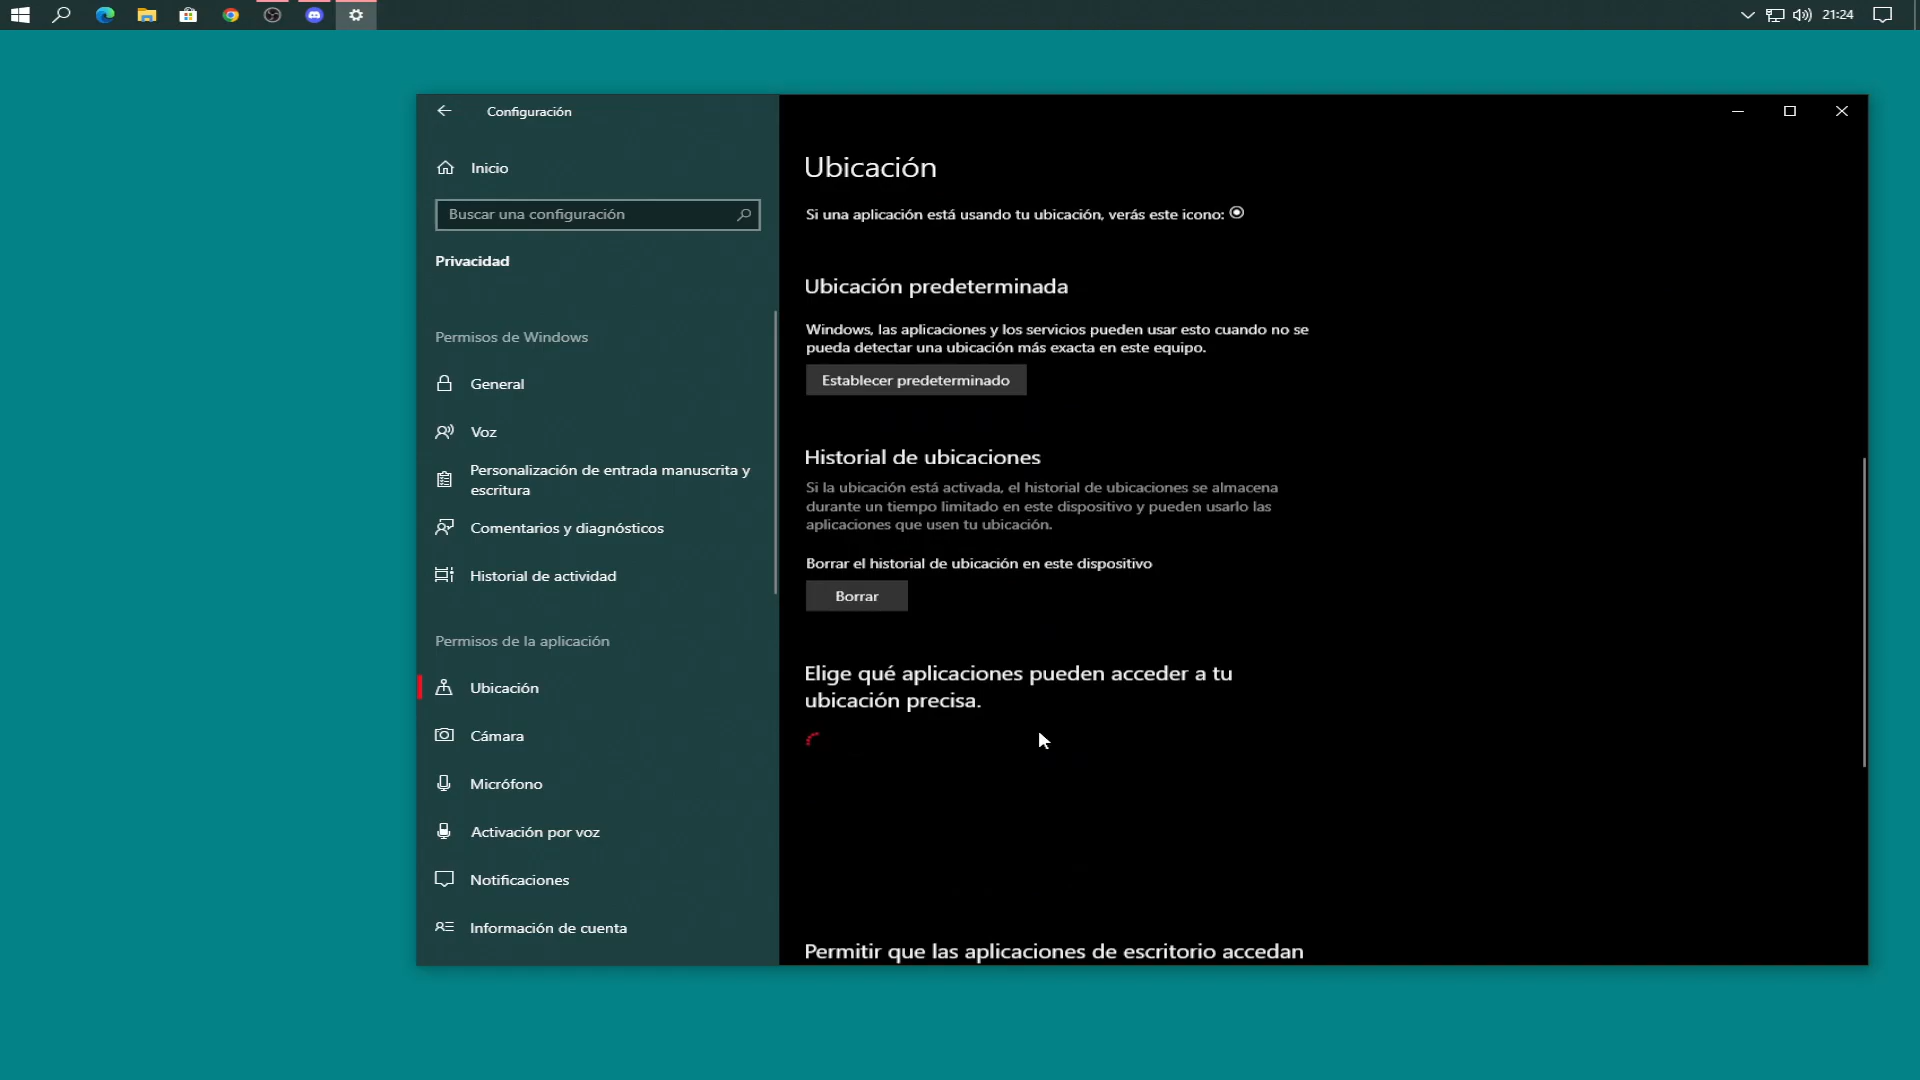 21:24
Configuración
Inicio
Buscar una configuración
Privacidad
Permisos de Windows
General
Voz
Personalización de entrada manuscrita y
escritura
Comentarios y diagnósticos
Historial de actividad
Permisos de la aplicación
Ubicación
Cámara
Micrófono
Activación por voz
Notificaciones
Información de cuenta
Ubicación
Si una aplicación está usando tu ubicación, verás este icono:
Ubicación predeterminada
Windows, las aplicaciones y los servicios pueden usar esto cuando no se
pueda detectar una ubicación más exacta en este equipo.
Establecer predeterminado
Historial de ubicaciones
Si la ubicación está activada, el historial de ubicaciones se almacena
durante un tiempo limitado en este dispositivo y pueden usarlo las
aplicaciones que usen tu ubicación.
Borrar el historial de ubicación en este dispositivo
Borrar
Elige qué aplicaciones pueden acceder a tu
ubicación precisa.
Permitir que las aplicaciones de escritorio accedan